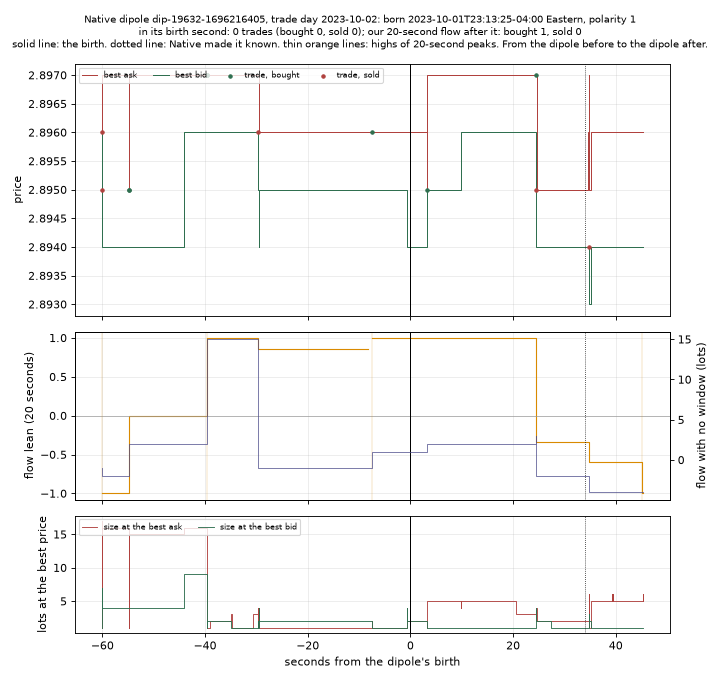 Native dipole dip-19632-1696216405, trade day 2023-10-02: born 2023-10-01T23:13:25-04:00 Eastern, polarity 1
in its birth second: 0 trades (bought 0, sold 0); our 20-second flow after it: bought 1, sold 0
solid line: the birth. dotted line: Native made it known. thin orange lines: highs of 20-second peaks. From the dipole before to the dipole after.
best ask best bid trade, bought trade, sold
2.8970
2.8965
2.8960
2.8955
2.8950
2.8945
2.8940
2.8935
2.8930
price
1.0
0.5
0.0
−0.5
−1.0
flow lean (20 seconds)
15
10
5
0
flow with no window (lots)
size at the best ask size at the best bid
15
10
5
lots at the best price
−60 −40 −20 0 20 40
seconds from the dipole's birth